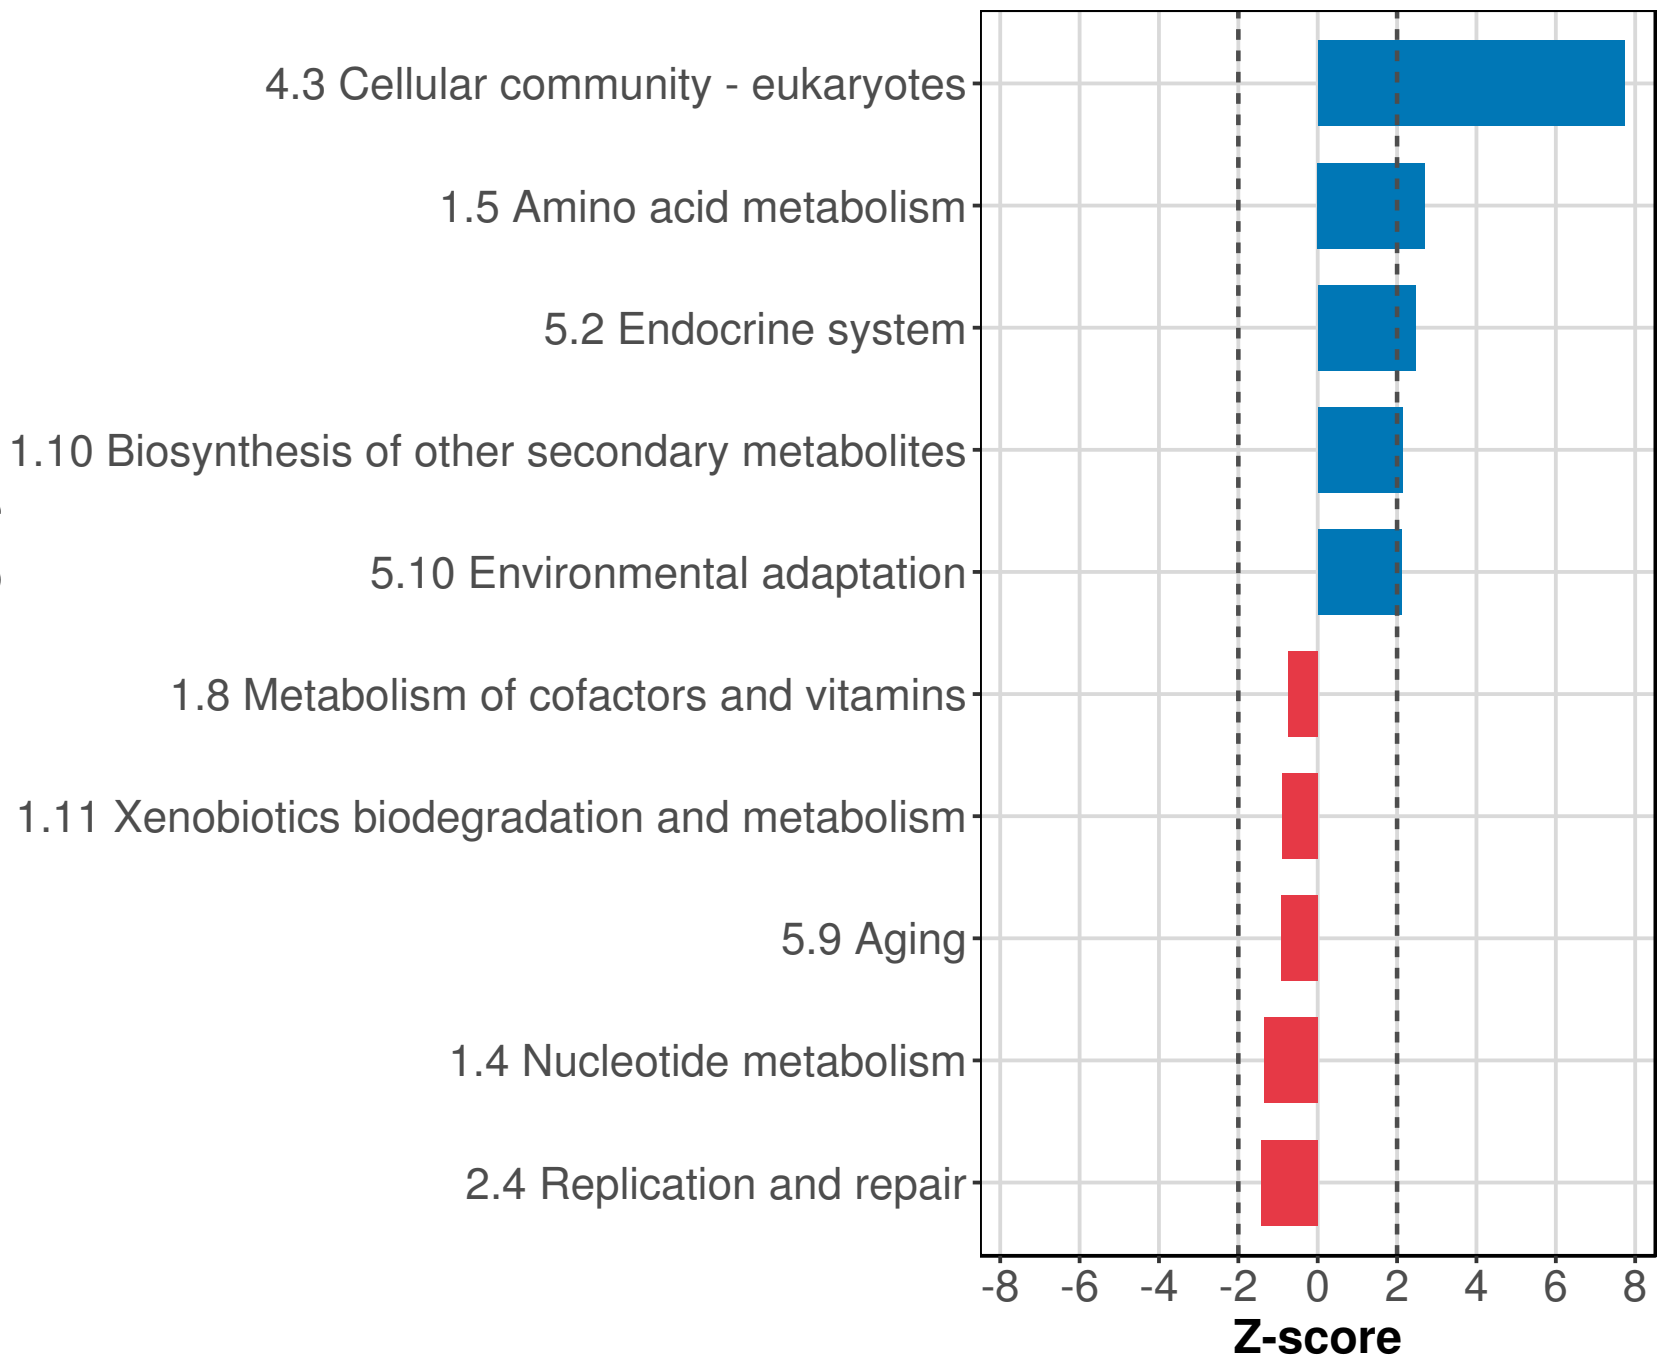 4.3 Cellular community - eukaryotes
1.5 Amino acid metabolism
5.2 Endocrine system
1.10 Biosynthesis of other secondary metabolites
5.10 Environmental adaptation
1.8 Metabolism of cofactors and vitamins
1.11 Xenobiotics biodegradation and metabolism
5.9 Aging
1.4 Nucleotide metabolism
2.4 Replication and repair
-8 -6 -4 -2 0 2 4 6 8
Z-score